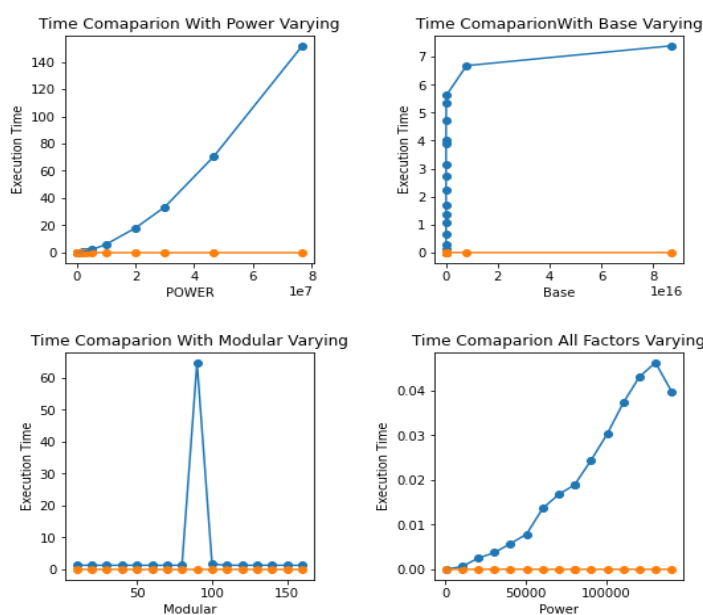 Time Comaparion With Power Varying
140
120
100
80
60
40
20
0
Execution Time
0 2 4 6 8
1e7
POWER
Time ComaparionWith Base Varying
7
6
5
4
3
2
1
0
Execution Time
0 2 4 6 8
1e16
Base
Time Comaparion With Modular Varying
60
50
40
30
20
10
0
Execution Time
50 100 150
Modular
Time Comaparion All Factors Varying
0.04
0.03
0.02
0.01
0.00
Execution Time
0 500000 1000000
Power